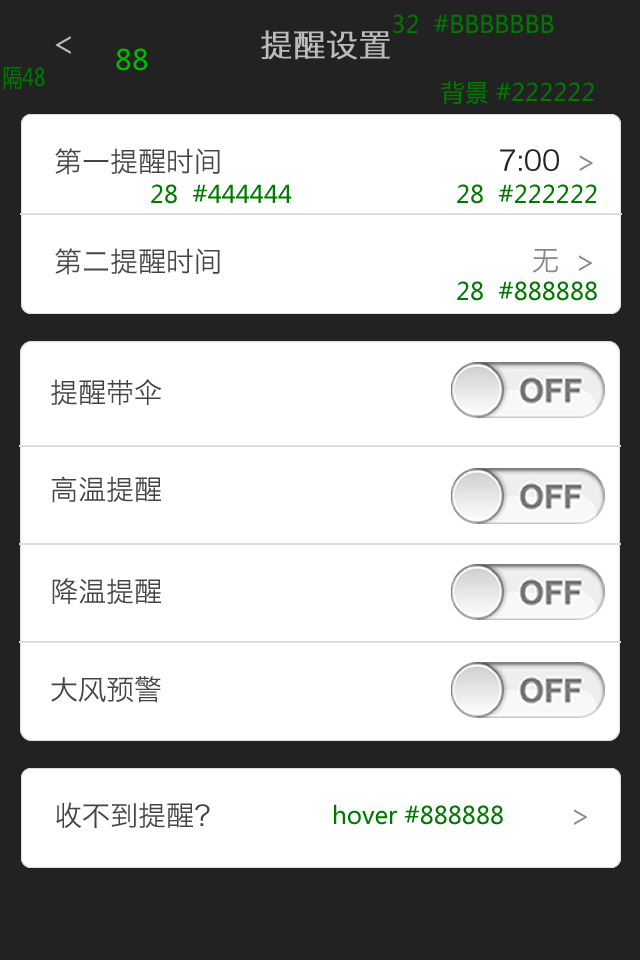 < 提醒设置 32 #BBBBBBB
88
隔48
背景 #222222
第一提醒时间 7:00 >
28 #444444 28 #222222
第二提醒时间 无 >
28 #888888
提醒带伞 OFF
高温提醒 OFF
降温提醒 OFF
大风预警 OFF
收不到提醒? hover #888888 >